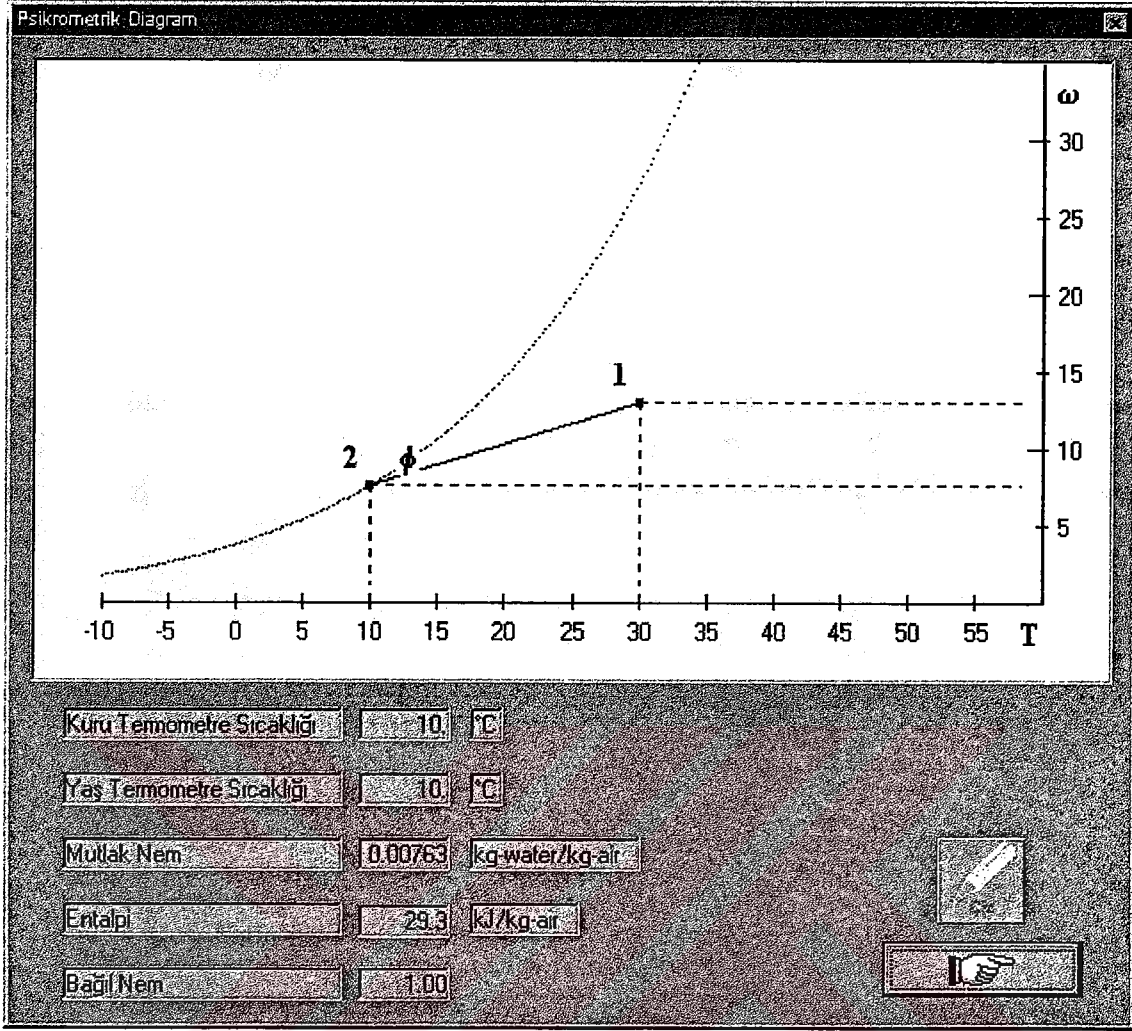 Psikrometrik Diagram
ω
30
25
20
15
10
5
1
2
ϕ
-10 -5 0 5 10 15 20 25 30 35 40 45 50 55 T
Kuru Termometre Sıcaklığı 10. °C
Yaş Termometre Sıcaklığı 10. °C
Mutlak Nem 0.00763 kg-water/kg-air
Entalpi 29.3 kJ/kg-air
Bağıl Nem 1.00